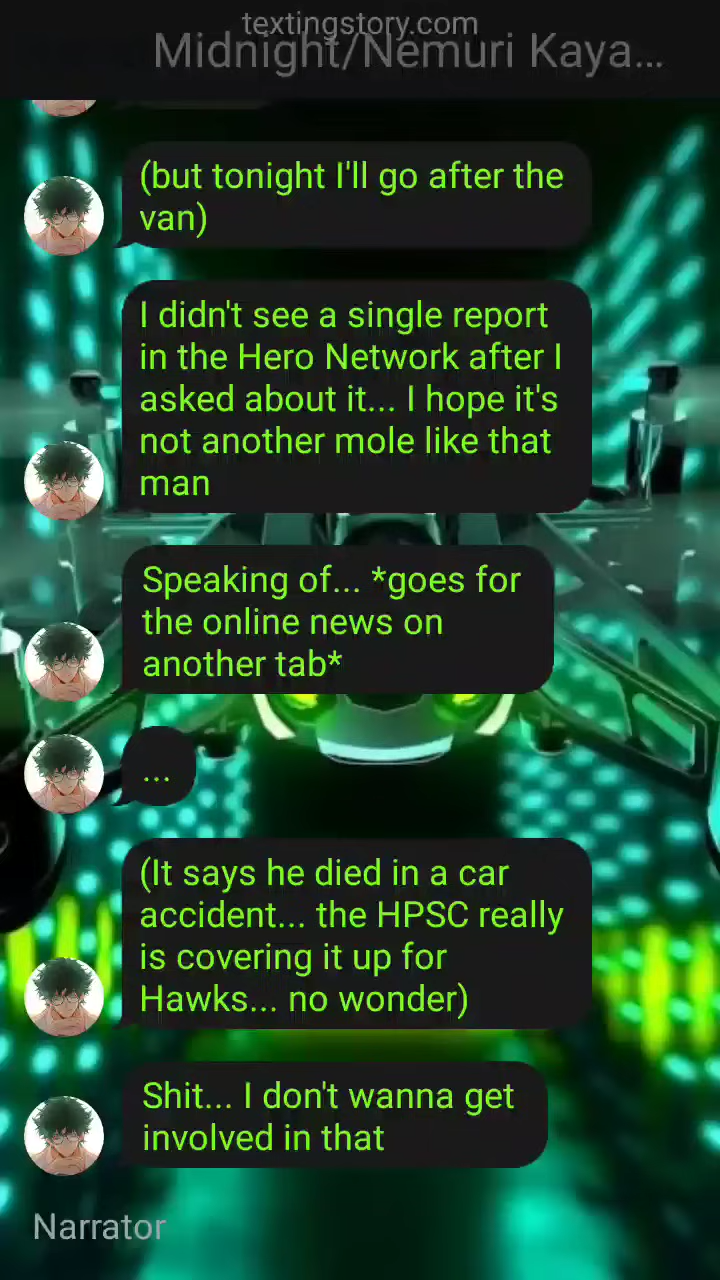 textingstory.com
Midnight/Nemuri Kaya...
(but tonight I'll go after the
van)
I didn't see a single report
in the Hero Network after I
asked about it... I hope it's
not another mole like that
man
Speaking of... *goes for
the online news on
another tab*
...
(It says he died in a car
accident... the HPSC really
is covering it up for
Hawks... no wonder)
Shit... I don't wanna get
involved in that
Narrator